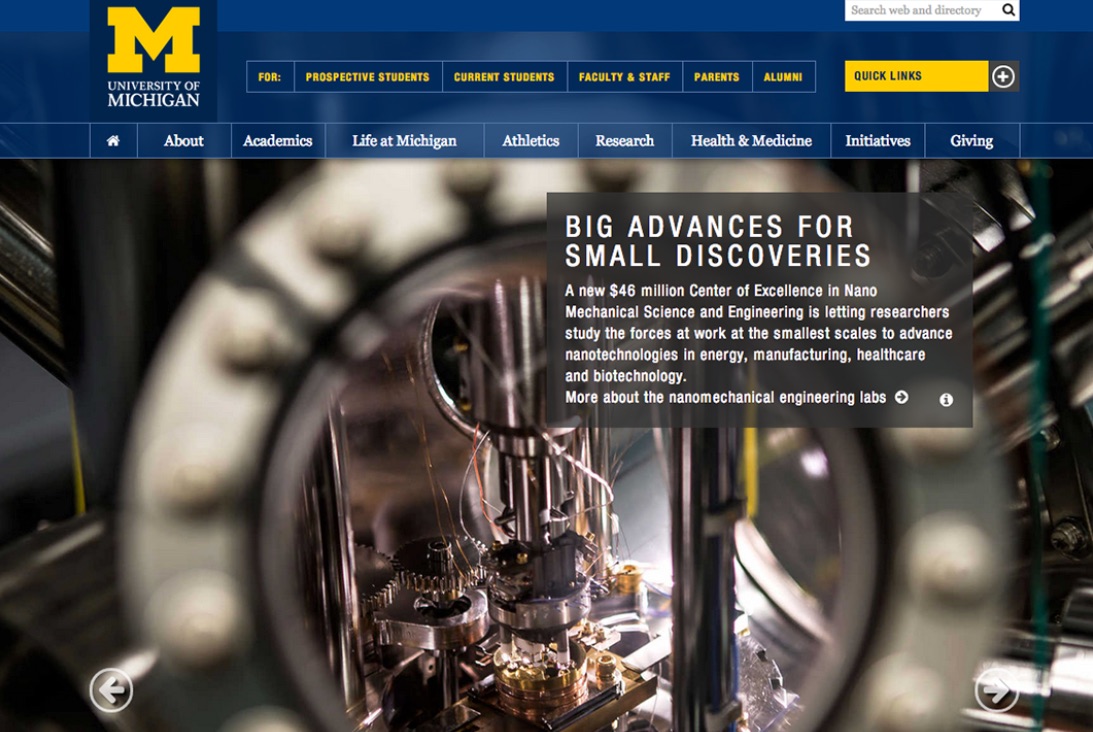 M
UNIVERSITY OF
MICHIGAN
Search web and directory
FOR: PROSPECTIVE STUDENTS CURRENT STUDENTS FACULTY & STAFF PARENTS ALUMNI
QUICK LINKS
About Academics Life at Michigan Athletics Research Health & Medicine Initiatives Giving
BIG ADVANCES FOR
SMALL DISCOVERIES
A new $46 million Center of Excellence in Nano
Mechanical Science and Engineering is letting researchers
study the forces at work at the smallest scales to advance
nanotechnologies in energy, manufacturing, healthcare
and biotechnology.
More about the nanomechanical engineering labs